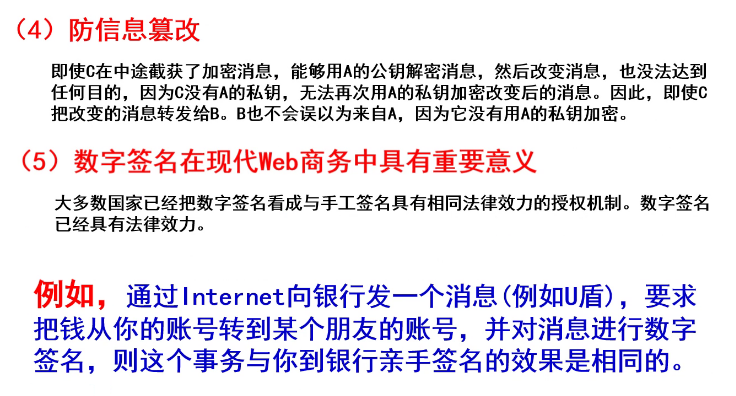 （4）防信息篡改
即使C在中途截获了加密消息，能够用A的公钥解密消息，然后改变消息，也没法达到
任何目的，因为C没有A的私钥，无法再次用A的私钥加密改变后的消息。因此，即使C
把改变的消息转发给B。B也不会误以为来自A，因为它没有用A的私钥加密。
（5）数字签名在现代Web商务中具有重要意义
大多数国家已经把数字签名看成与手工签名具有相同法律效力的授权机制。数字签名
已经具有法律效力。
例如，通过Internet向银行发一个消息(例如U盾)，要求
把钱从你的账号转到某个朋友的账号，并对消息进行数字
签名，则这个事务与你到银行亲手签名的效果是相同的。